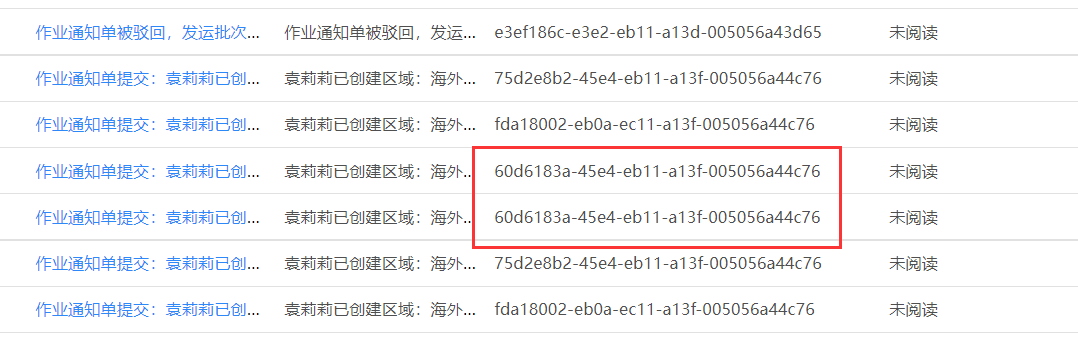 作业通知单被驳回，发运批次... 作业通知单被驳回，发运... e3ef186c-e3e2-eb11-a13d-005056a43d65 未阅读
作业通知单提交：袁莉莉已创... 袁莉莉已创建区域：海外... 75d2e8b2-45e4-eb11-a13f-005056a44c76 未阅读
作业通知单提交：袁莉莉已创... 袁莉莉已创建区域：海外... fda18002-eb0a-ec11-a13f-005056a44c76 未阅读
作业通知单提交：袁莉莉已创... 袁莉莉已创建区域：海外... 60d6183a-45e4-eb11-a13f-005056a44c76 未阅读
作业通知单提交：袁莉莉已创... 袁莉莉已创建区域：海外... 60d6183a-45e4-eb11-a13f-005056a44c76 未阅读
作业通知单提交：袁莉莉已创... 袁莉莉已创建区域：海外... 75d2e8b2-45e4-eb11-a13f-005056a44c76 未阅读
作业通知单提交：袁莉莉已创... 袁莉莉已创建区域：海外... fda18002-eb0a-ec11-a13f-005056a44c76 未阅读